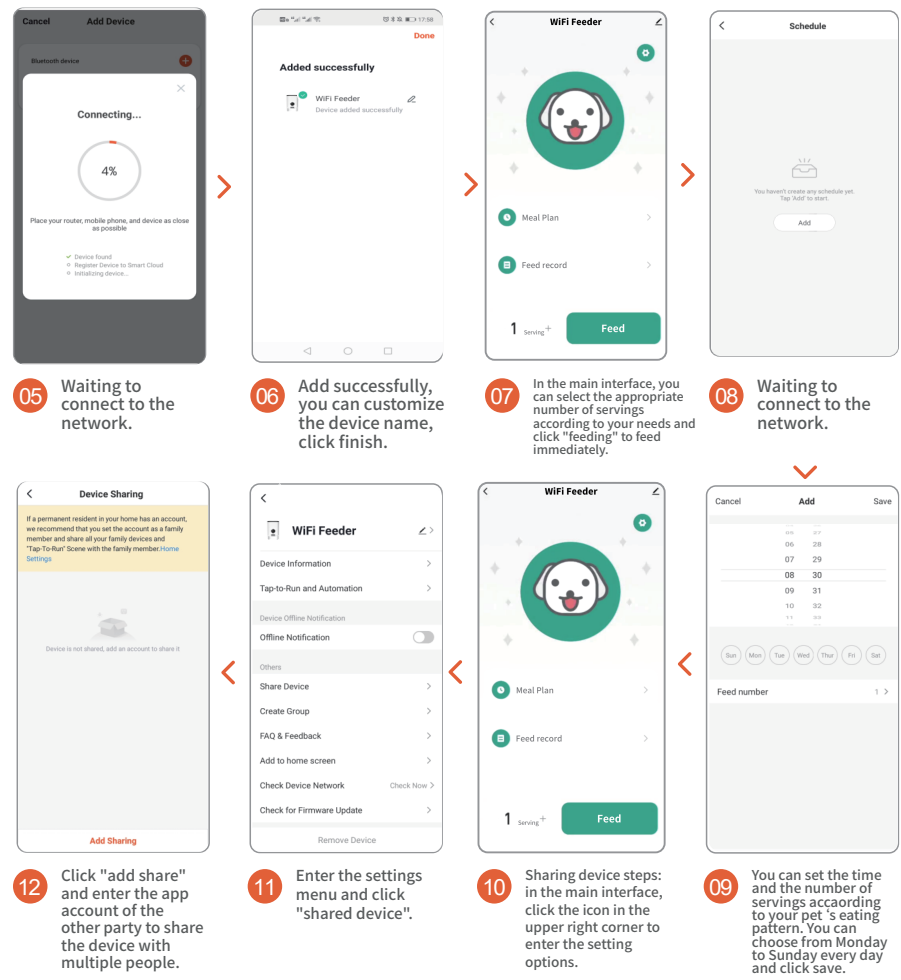 Cancel
Add Device
Bluetooth device
Connecting...
4%
Place your router, mobile phone, and device as close
as possible
Device found
Register Device to Smart Cloud
Initializing device...
05
Waiting to
connect to the
network.
17:58
Done
Added successfully
WiFi Feeder
Device added successfully
06
Add successfully,
you can customize
the device name,
click finish.
WiFi Feeder
Meal Plan
Feed record
1 Serving +
Feed
07
In the main interface, you
can select the appropriate
number of servings
according to your needs and
click "feeding" to feed
immediately.
Schedule
You haven't create any schedule yet.
Tap 'Add' to start.
Add
08
Waiting to
connect to the
network.
Cancel
Add
Save
06 28
07 29
08 30
09 31
10 32
11 33
Sun Mon Tue Wed Thur Fri Sat
Feed number
1
09
You can set the time
and the number of
servings accaording
to your pet 's eating
pattern. You can
choose from Monday
to Sunday every day
and click save.
WiFi Feeder
Meal Plan
Feed record
1 Serving +
Feed
10
Sharing device steps:
in the main interface,
click the icon in the
upper right corner to
enter the setting
options.
WiFi Feeder
Device Information
Tap-to-Run and Automation
Device Offline Notification
Offline Notification
Others
Share Device
Create Group
FAQ & Feedback
Add to home screen
Check Device Network
Check Now
Check for Firmware Update
Remove Device
11
Enter the settings
menu and click
"shared device".
Device Sharing
If a permanent resident in your home has an account,
we recommend that you set the account as a family
member and share all your family devices and
"Tap-To-Run" Scene with the family member.Home
Settings
Device is not shared, add an account to share it
Add Sharing
12
Click "add share"
and enter the app
account of the
other party to share
the device with
multiple people.